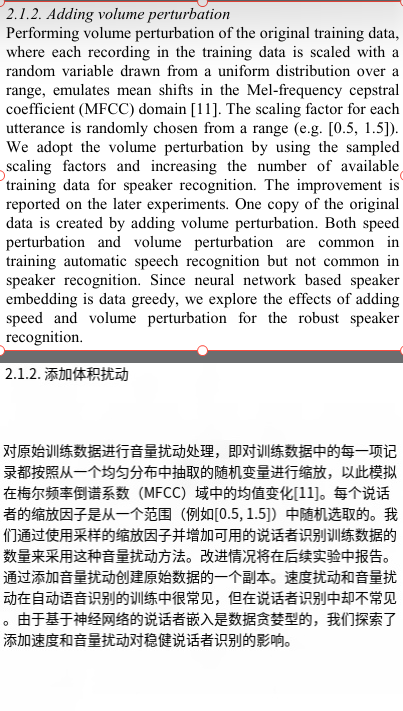 2.1.2. Adding volume perturbation
Performing volume perturbation of the original training data,
where each recording in the training data is scaled with a
random variable drawn from a uniform distribution over a
range, emulates mean shifts in the Mel-frequency cepstral
coefficient (MFCC) domain [11]. The scaling factor for each
utterance is randomly chosen from a range (e.g. [0.5, 1.5]).
We adopt the volume perturbation by using the sampled
scaling factors and increasing the number of available
training data for speaker recognition. The improvement is
reported on the later experiments. One copy of the original
data is created by adding volume perturbation. Both speed
perturbation and volume perturbation are common in
training automatic speech recognition but not common in
speaker recognition. Since neural network based speaker
embedding is data greedy, we explore the effects of adding
speed and volume perturbation for the robust speaker
recognition.
2.1.2. 添加体积扰动
对原始训练数据进行音量扰动处理，即对训练数据中的每一项记
录都按照从一个均匀分布中抽取的随机变量进行缩放，以此模拟
在梅尔频率倒谱系数（MFCC）域中的均值变化[11]。每个说话
者的缩放因子是从一个范围（例如[0.5, 1.5]）中随机选取的。我
们通过使用采样的缩放因子并增加可用的说话者识别训练数据的
数量来采用这种音量扰动方法。改进情况将在后续实验中报告。
通过添加音量扰动创建原始数据的一个副本。速度扰动和音量扰
动在自动语音识别的训练中很常见，但在说话者识别中却不常见
。由于基于神经网络的说话者嵌入是数据贪婪型的，我们探索了
添加速度和音量扰动对稳健说话者识别的影响。